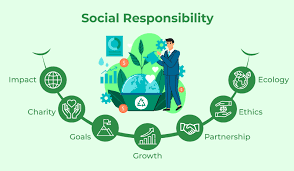 Social Responsibility
Impact
Charity
Goals
Growth
Partnership
Ethics
Ecology